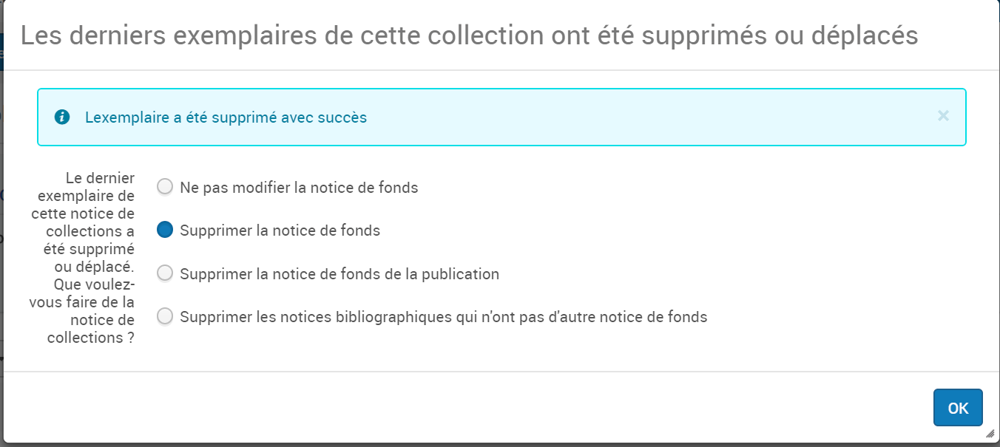 Les derniers exemplaires de cette collection ont été supprimés ou déplacés
Lexemplaire a été supprimé avec succès
×
Le dernier
exemplaire de
cette notice de
collections a
été supprimé
ou déplacé.
Que voulez-
vous faire de la
notice de
collections ?
Ne pas modifier la notice de fonds
Supprimer la notice de fonds
Supprimer la notice de fonds de la publication
Supprimer les notices bibliographiques qui n'ont pas d'autre notice de fonds
OK